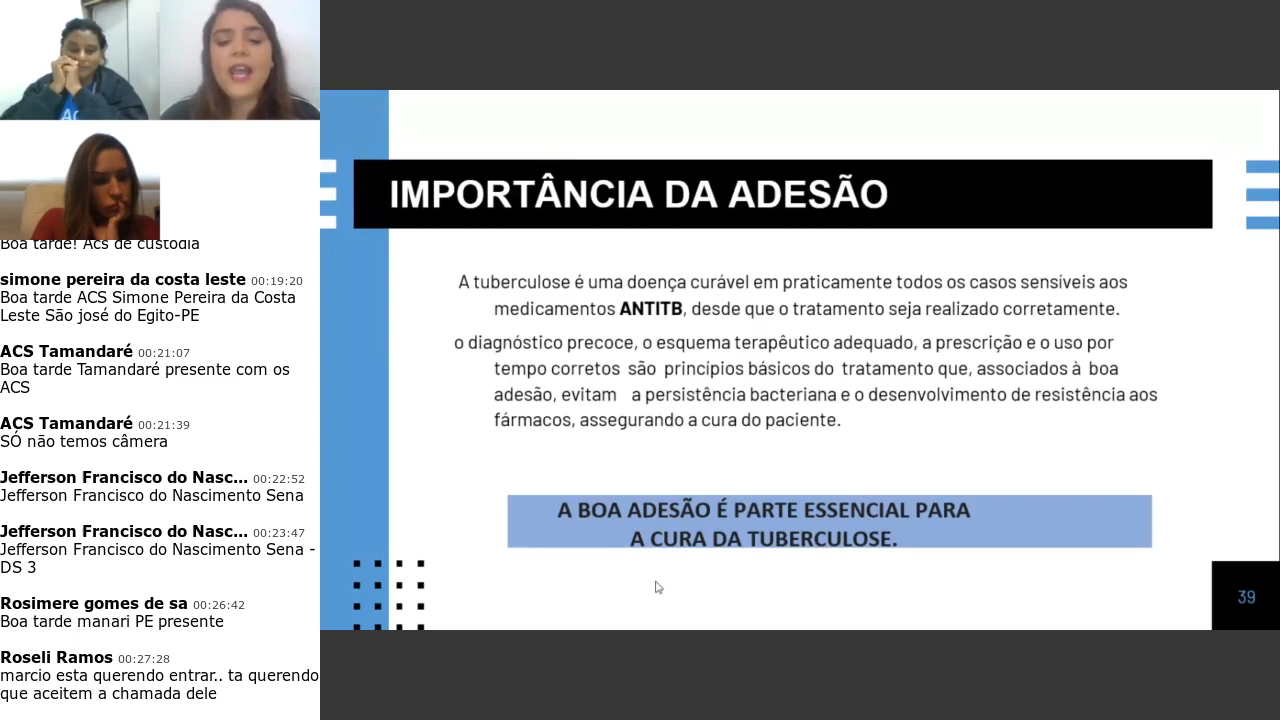 Boa tarde! Acs de custodia
simone pereira da costa leste 00:19:20
Boa tarde ACS Simone Pereira da Costa
Leste São josé do Egito-PE
ACS Tamandaré 00:21:07
Boa tarde Tamandaré presente com os
ACS
ACS Tamandaré 00:21:39
SÓ não temos câmera
Jefferson Francisco do Nasc... 00:22:52
Jefferson Francisco do Nascimento Sena
Jefferson Francisco do Nasc... 00:23:47
Jefferson Francisco do Nascimento Sena -
DS 3
Rosimere gomes de sa 00:26:42
Boa tarde manari PE presente
Roseli Ramos 00:27:28
marcio esta querendo entrar.. ta querendo
que aceitem a chamada dele
IMPORTÂNCIA DA ADESÃO
A tuberculose é uma doença curável em praticamente todos os casos sensíveis aos
medicamentos ANTITB, desde que o tratamento seja realizado corretamente.
o diagnóstico precoce, o esquema terapêutico adequado, a prescrição e o uso por
tempo corretos são princípios básicos do tratamento que, associados à boa
adesão, evitam a persistência bacteriana e o desenvolvimento de resistência aos
fármacos, assegurando a cura do paciente.
A BOA ADESÃO É PARTE ESSENCIAL PARA
A CURA DA TUBERCULOSE.
39